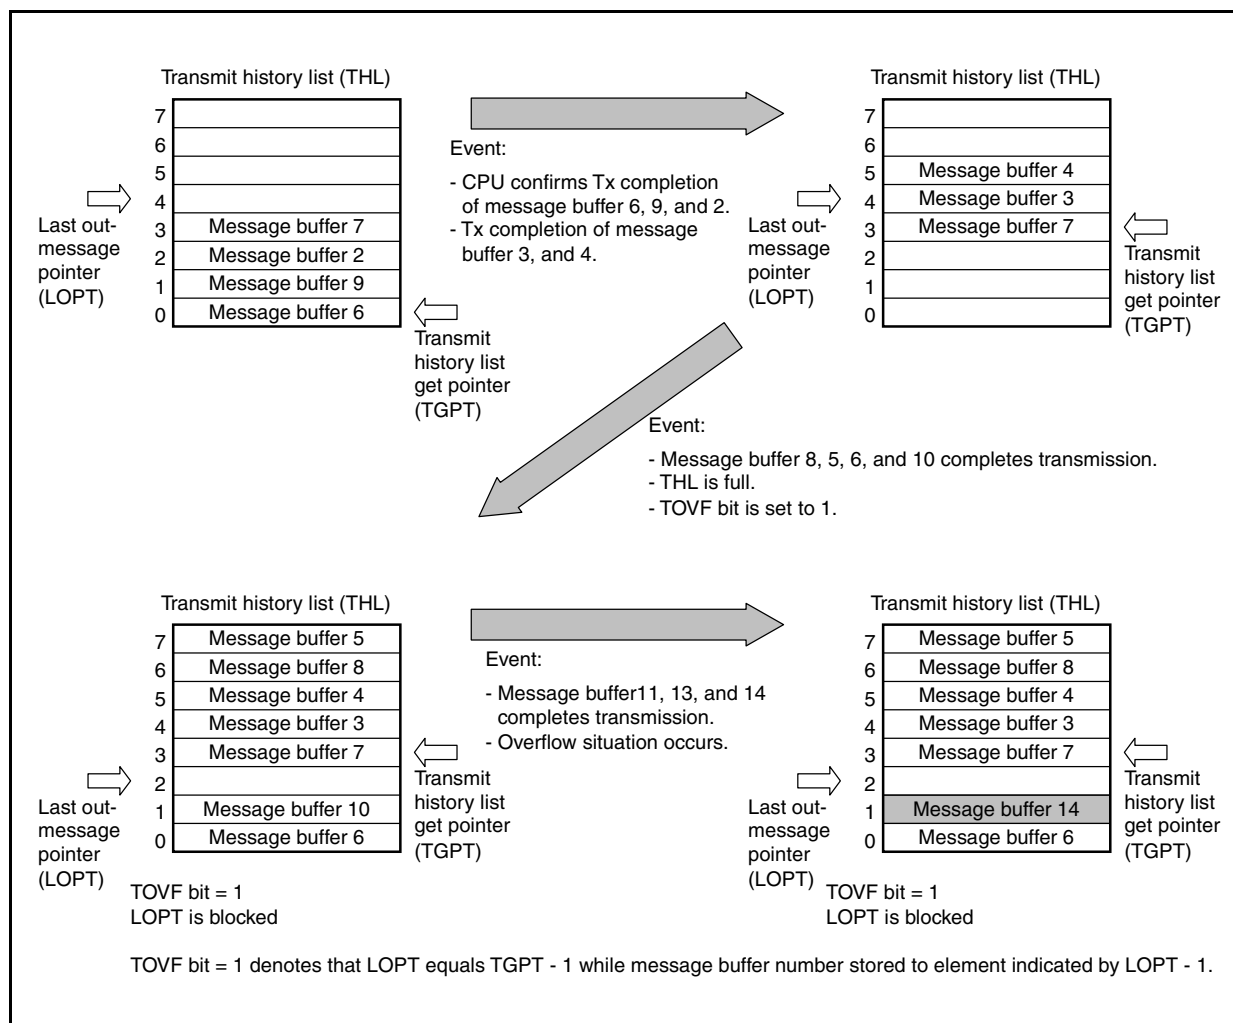 Transmit history list (THL)
7
6
5
4
3 Message buffer 7
2 Message buffer 2
1 Message buffer 9
0 Message buffer 6
Last out-
message
pointer
(LOPT)
Transmit
history list
get pointer
(TGPT)
Event:
- CPU confirms Tx completion
of message buffer 6, 9, and 2.
- Tx completion of message
buffer 3, and 4.
Transmit history list (THL)
7
6
5 Message buffer 4
4 Message buffer 3
3 Message buffer 7
2
1
0
Last out-
message
pointer
(LOPT)
Transmit
history list
get pointer
(TGPT)
Event:
- Message buffer 8, 5, 6, and 10 completes transmission.
- THL is full.
- TOVF bit is set to 1.
Transmit history list (THL)
7 Message buffer 5
6 Message buffer 8
5 Message buffer 4
4 Message buffer 3
3 Message buffer 7
2
1 Message buffer 10
0 Message buffer 6
Last out-
message
pointer
(LOPT)
Transmit
history list
get pointer
(TGPT)
TOVF bit = 1
LOPT is blocked
Event:
- Message buffer11, 13, and 14
completes transmission.
- Overflow situation occurs.
Transmit history list (THL)
7 Message buffer 5
6 Message buffer 8
5 Message buffer 4
4 Message buffer 3
3 Message buffer 7
2
1 Message buffer 14
0 Message buffer 6
Last out-
message
pointer
(LOPT)
Transmit
history list
get pointer
(TGPT)
TOVF bit = 1
LOPT is blocked
TOVF bit = 1 denotes that LOPT equals TGPT - 1 while message buffer number stored to element indicated by LOPT - 1.